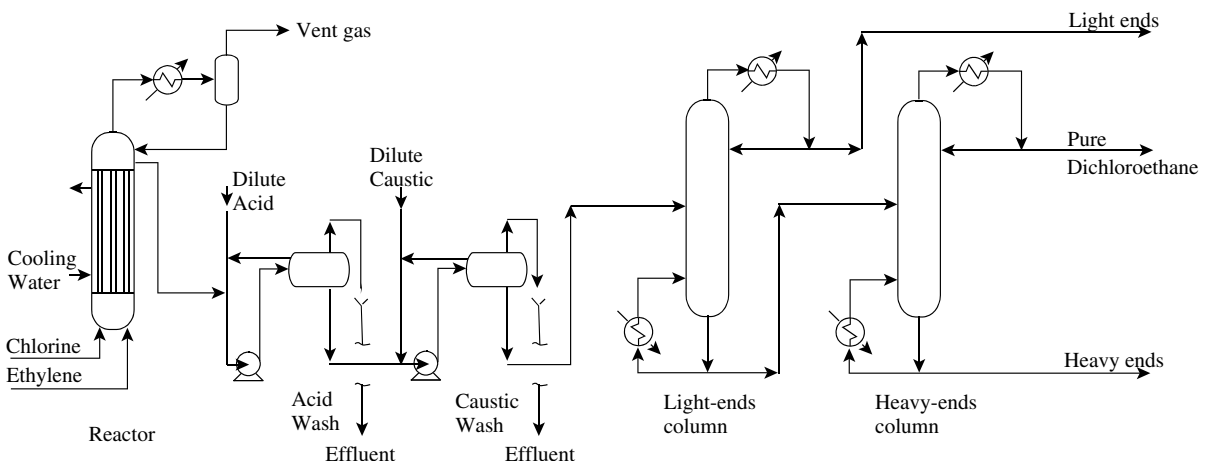 Vent gas
Light ends
Dilute
Acid
Dilute
Caustic
Pure
Dichloroethane
Cooling
Water
Chlorine
Ethylene
Heavy ends
Reactor
Acid
Wash
Effluent
Caustic
Wash
Effluent
Light-ends
column
Heavy-ends
column